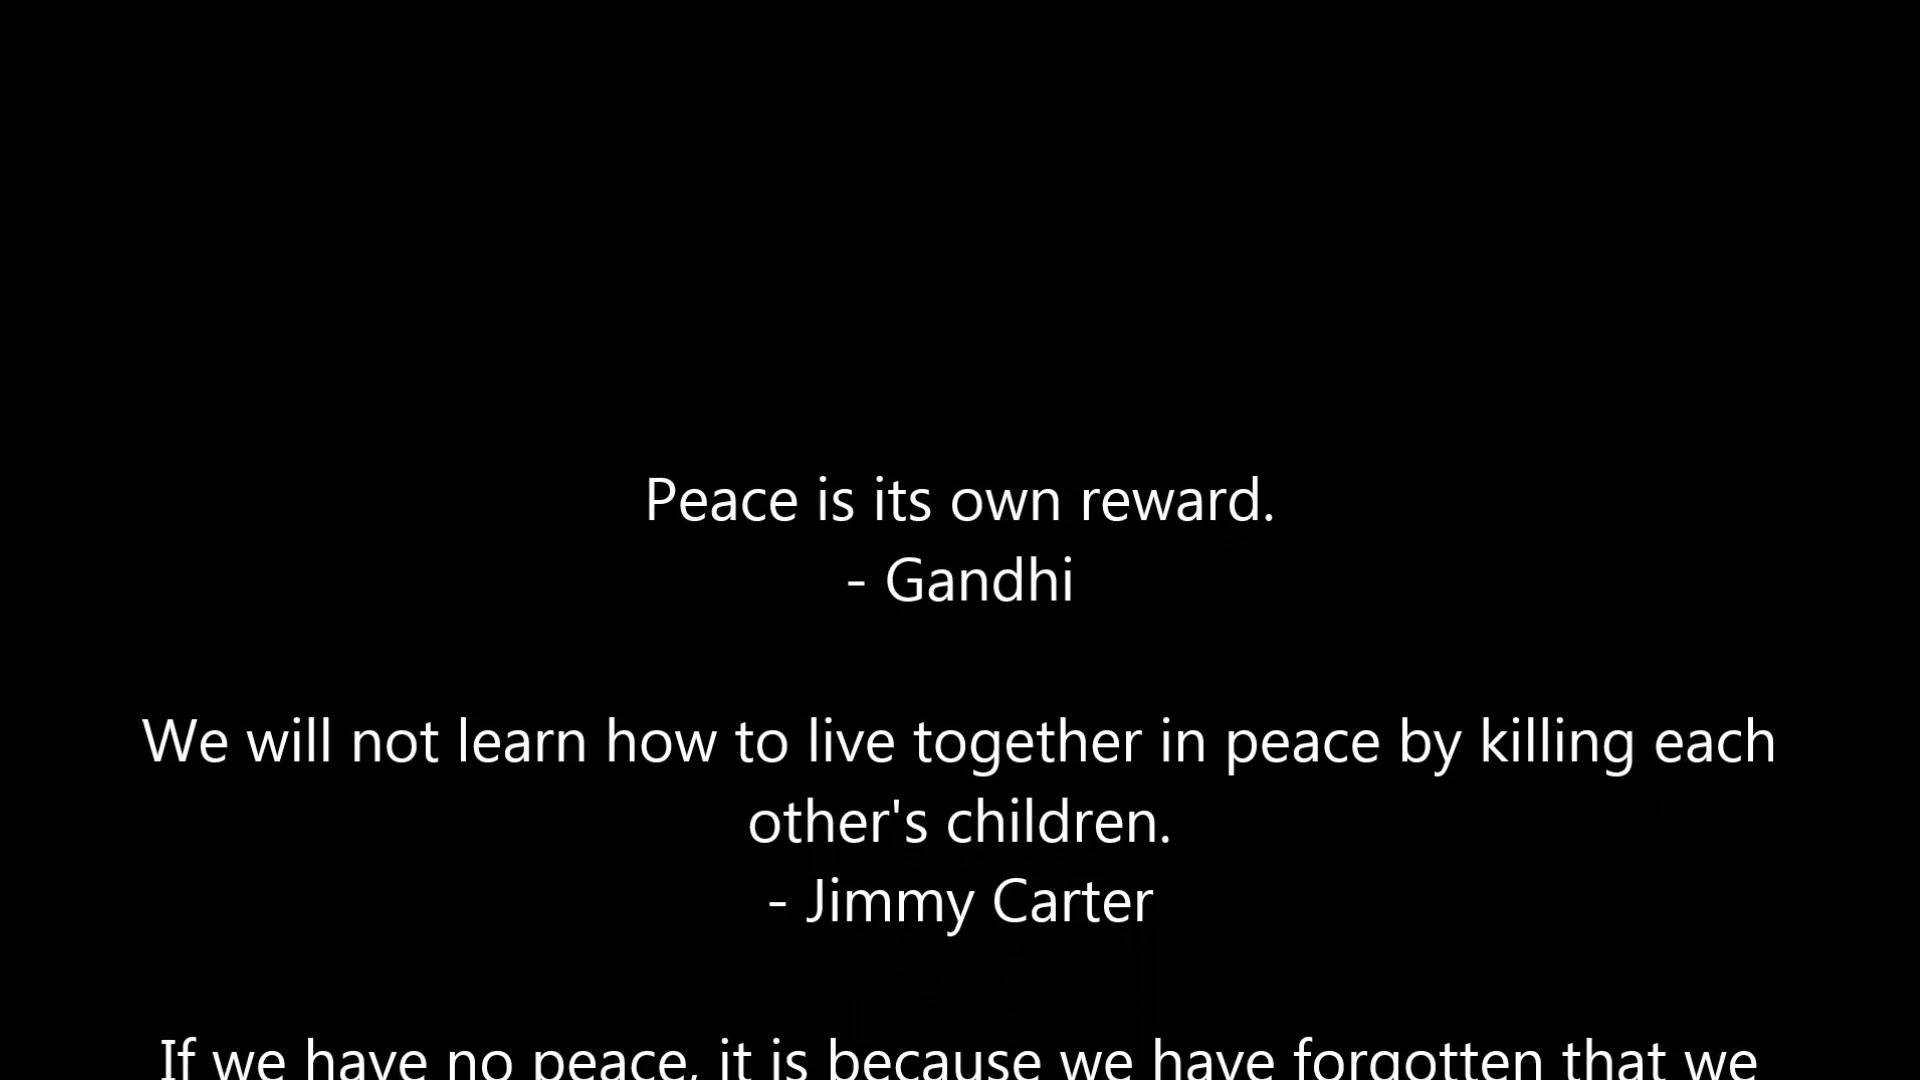 Peace is its own reward.
- Gandhi
We will not learn how to live together in peace by killing each
other's children.
- Jimmy Carter
If we have no peace, it is because we have forgotten that we